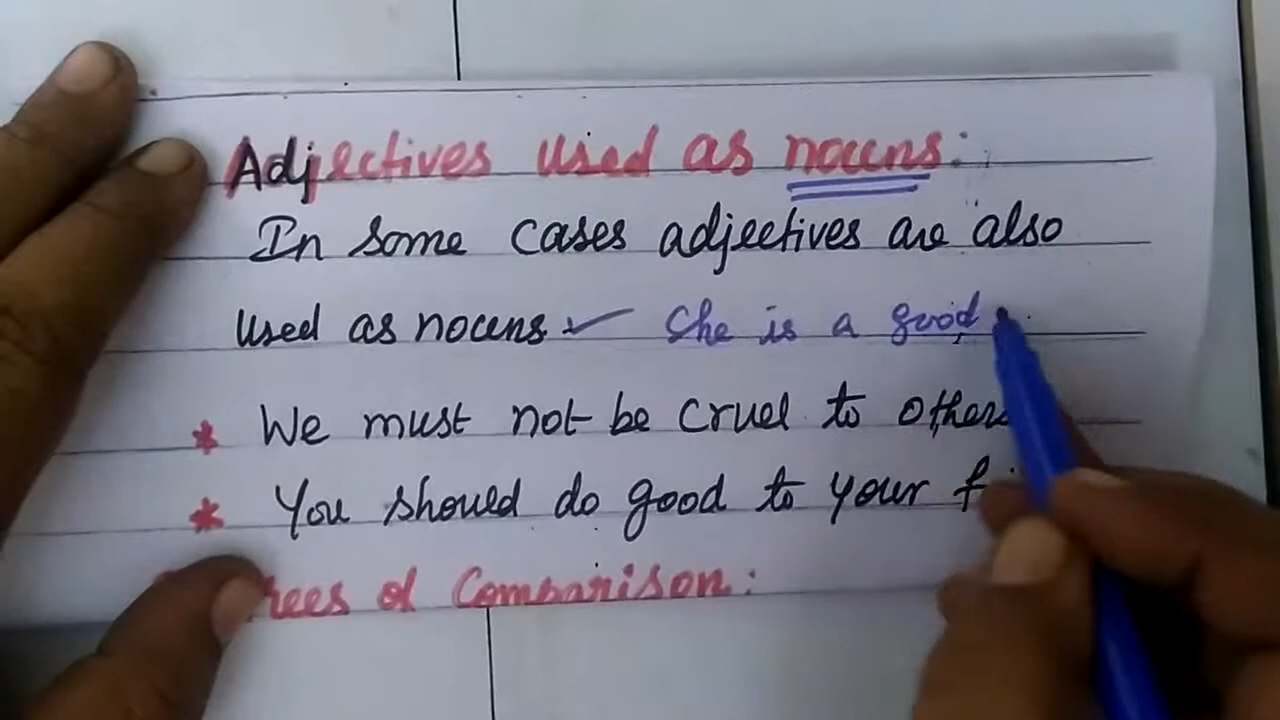 Adjectives used as nouns:
In some cases adjectives are also
used as nouns. She is a good
* We must not be cruel to others
* You should do good to your
of Comparison: